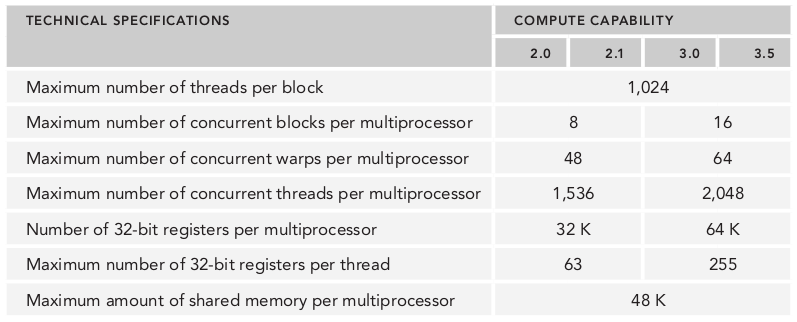 TECHNICAL SPECIFICATIONS COMPUTE CAPABILITY
2.0 2.1 3.0 3.5
Maximum number of threads per block 1,024
Maximum number of concurrent blocks per multiprocessor 8 16
Maximum number of concurrent warps per multiprocessor 48 64
Maximum number of concurrent threads per multiprocessor 1,536 2,048
Number of 32-bit registers per multiprocessor 32 K 64 K
Maximum number of 32-bit registers per thread 63 255
Maximum amount of shared memory per multiprocessor 48 K